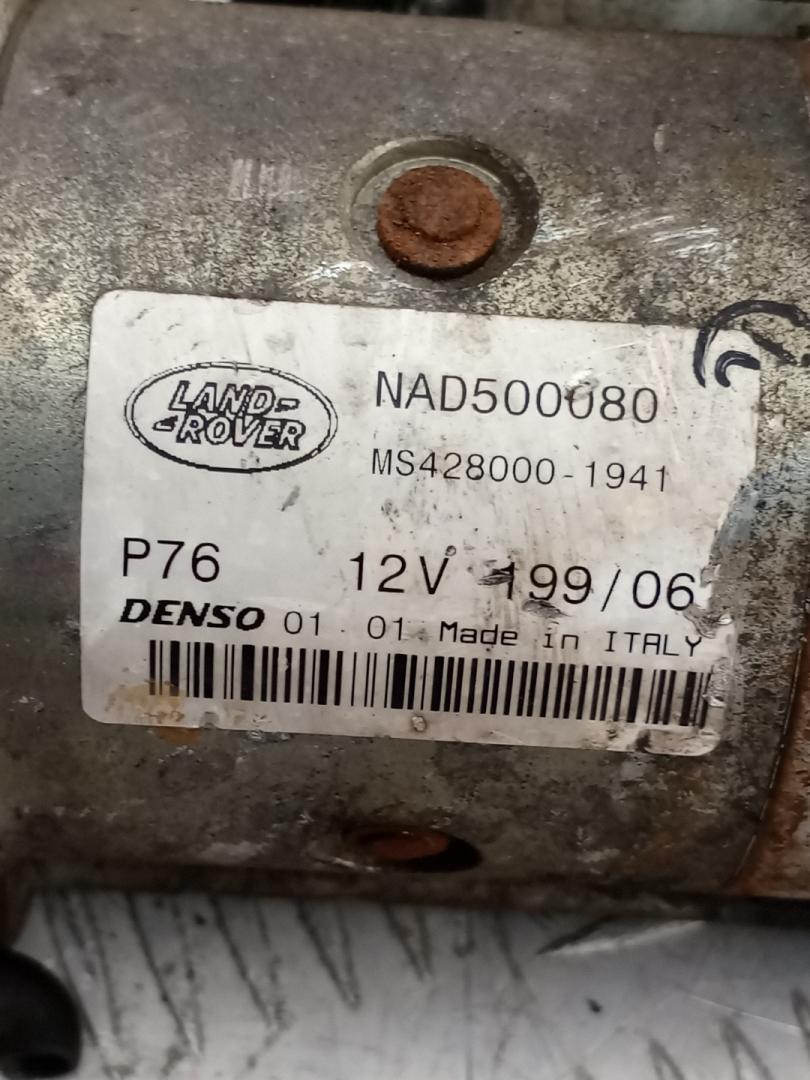 LAND-
-ROVER
NAD500080
MS428000-1941
P76 12V 199/06
DENSO 01.01. Made in ITALY